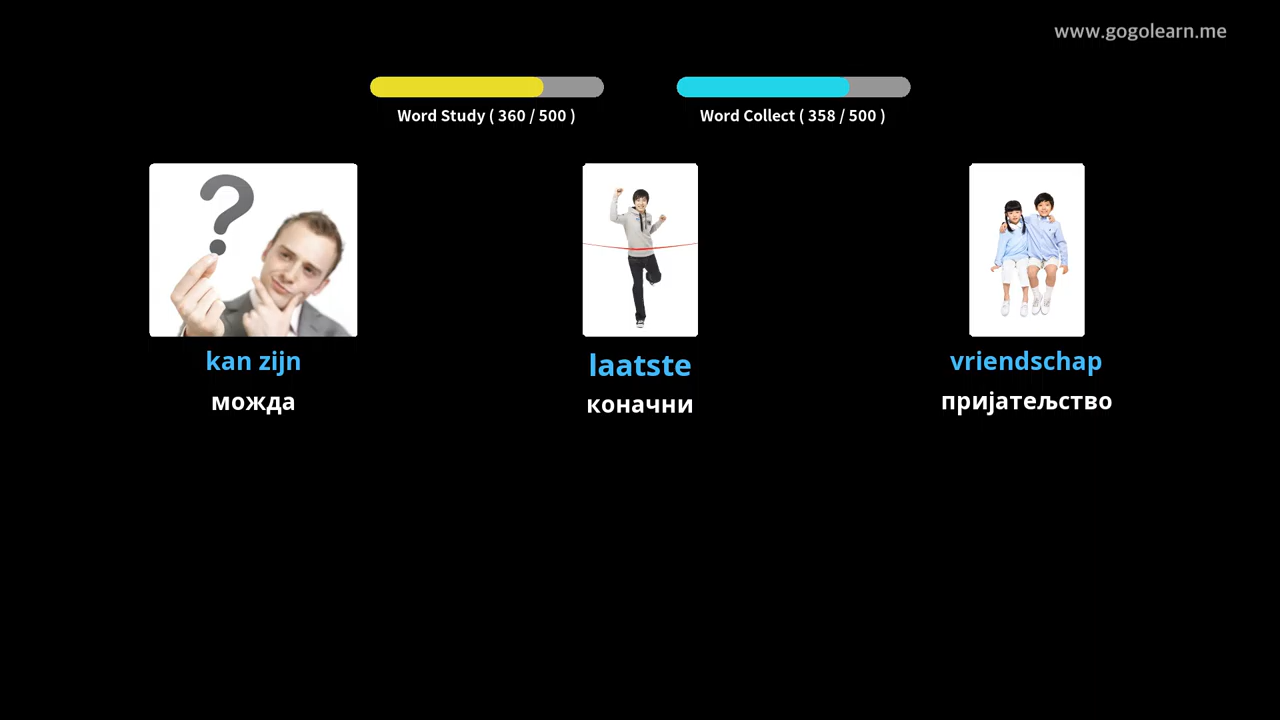 www.gogolearn.me
Word Study ( 360 / 500 )
Word Collect ( 358 / 500 )
kan zijn
laatste
vriendschap
можда
коначни
пријатељство